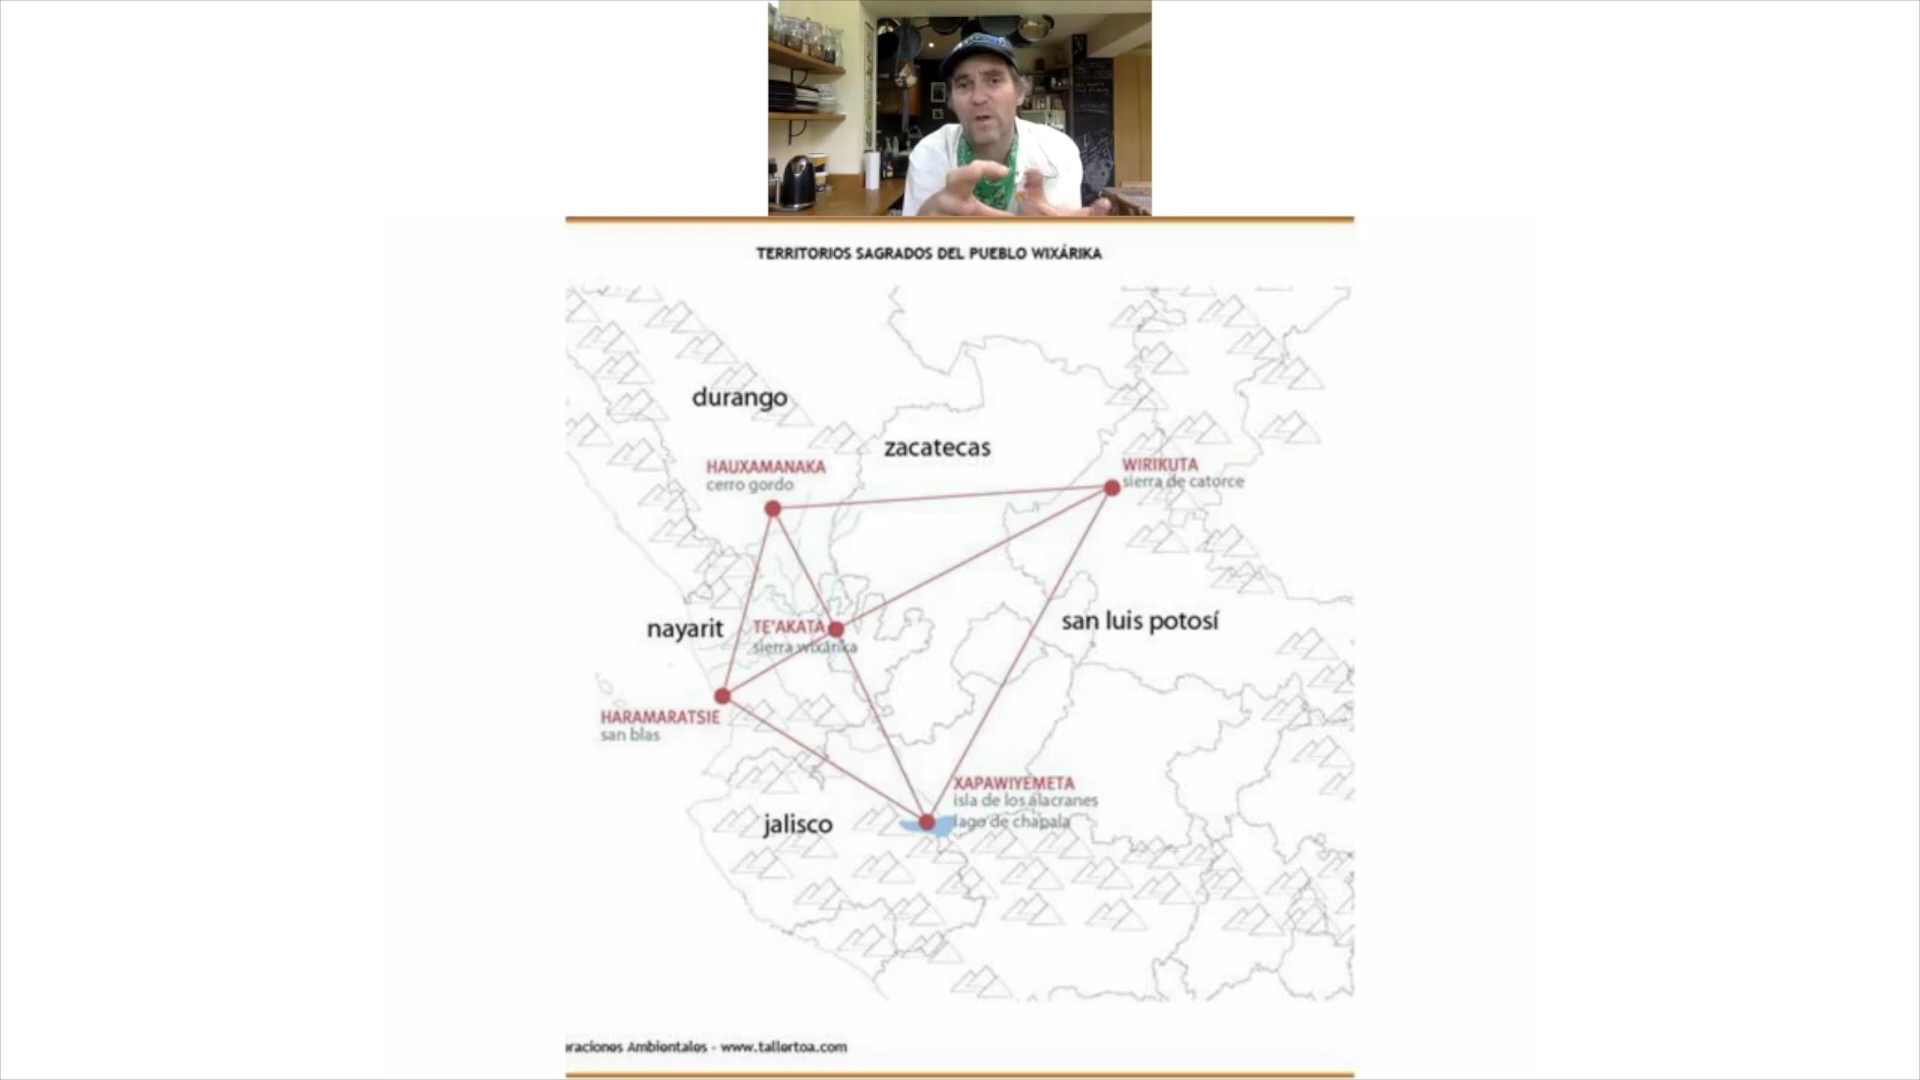 TERRITORIOS SAGRADOS DEL PUEBLO WIXÁRIKA
durango
zacatecas
HAUXAMANAKA
cerro gordo
WIRIKUTA
sierra de catorce
nayarit
TE'AKATA
sierra wixárika
san luis potosí
HARAMARATSIE
san blas
XAPAWIYEMETA
isla de los álacranes
lago de chapala
jalisco
raciones Ambientales - www.tallertoa.com